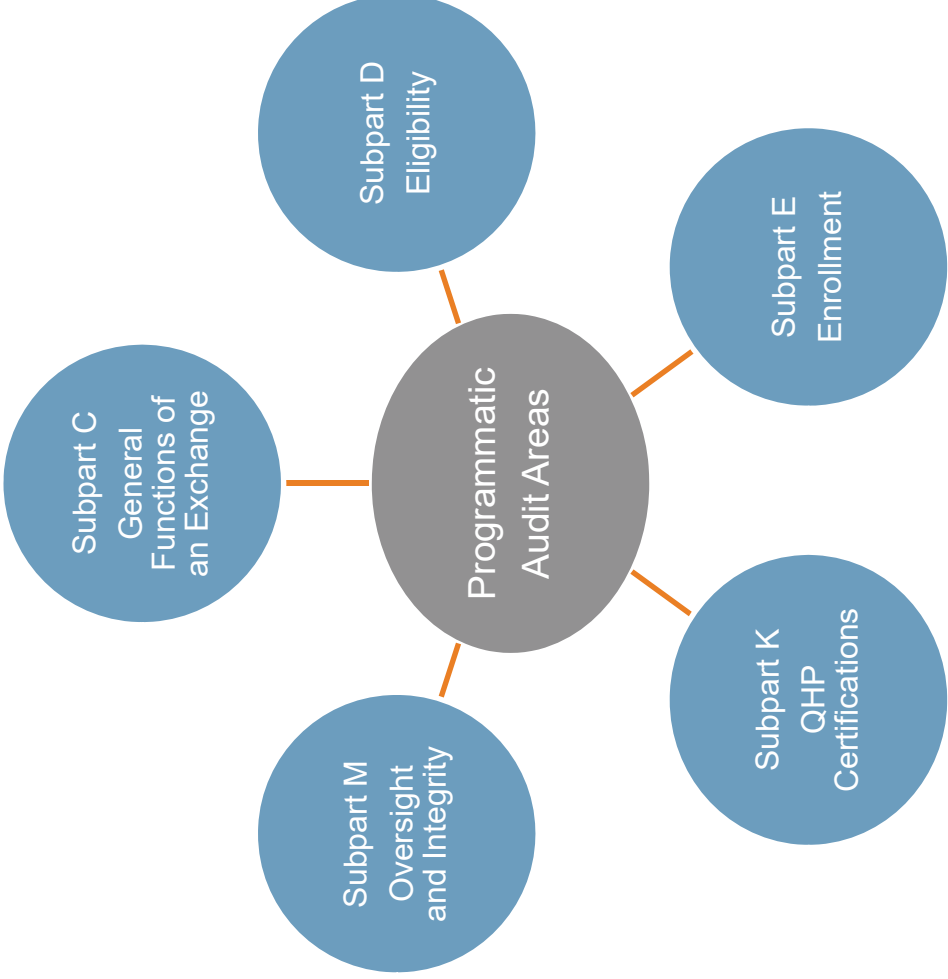 Programmatic
Audit Areas
Subpart C
General
Functions of
an Exchange
Subpart D
Eligibility
Subpart E
Enrollment
Subpart K
QHP
Certifications
Subpart M
Oversight
and Integrity